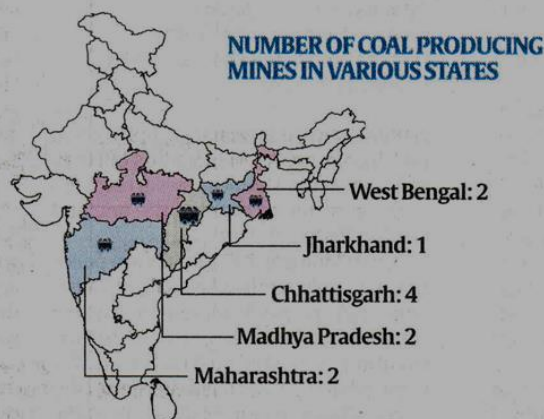 NUMBER OF COAL PRODUCING
MINES IN VARIOUS STATES
West Bengal: 2
Jharkhand: 1
Chhattisgarh: 4
Madhya Pradesh: 2
Maharashtra: 2